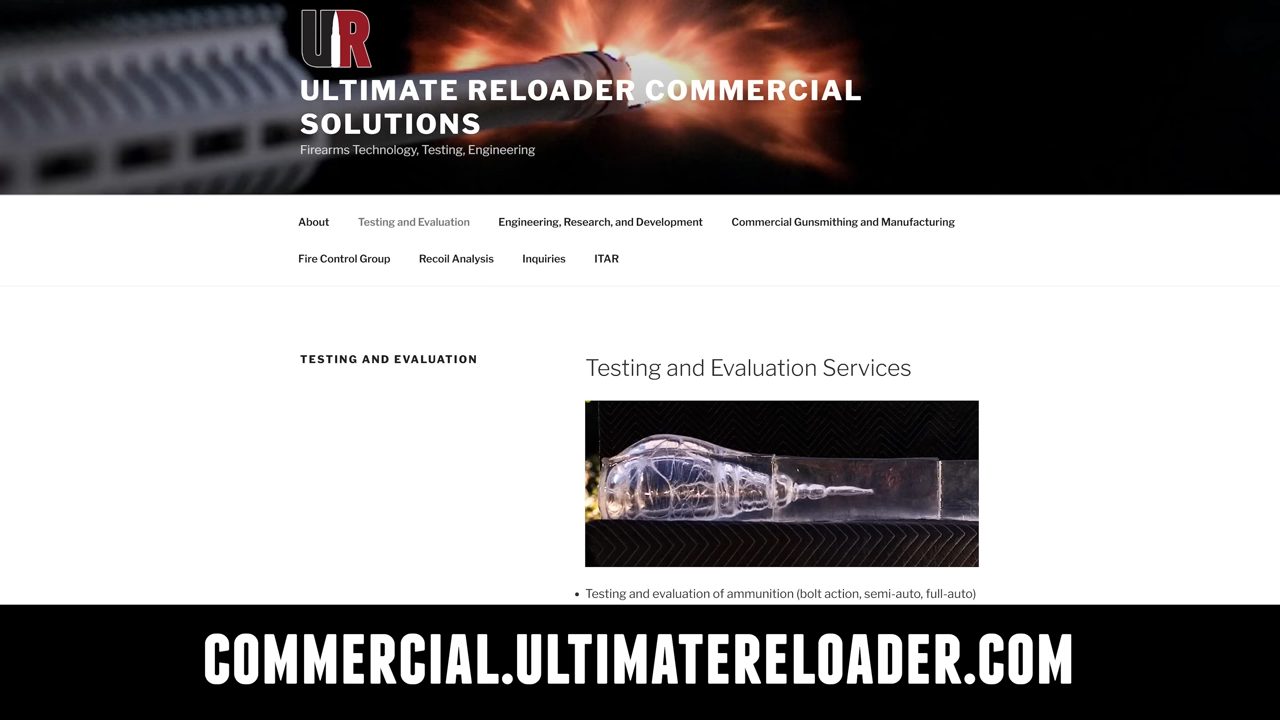 UR
ULTIMATE RELOADER COMMERCIAL
SOLUTIONS
Firearms Technology, Testing, Engineering
About Testing and Evaluation Engineering, Research, and Development Commercial Gunsmithing and Manufacturing
Fire Control Group Recoil Analysis Inquiries ITAR
TESTING AND EVALUATION
Testing and Evaluation Services
• Testing and evaluation of ammunition (bolt action, semi-auto, full-auto)
COMMERCIAL.ULTIMATERELOADER.COM